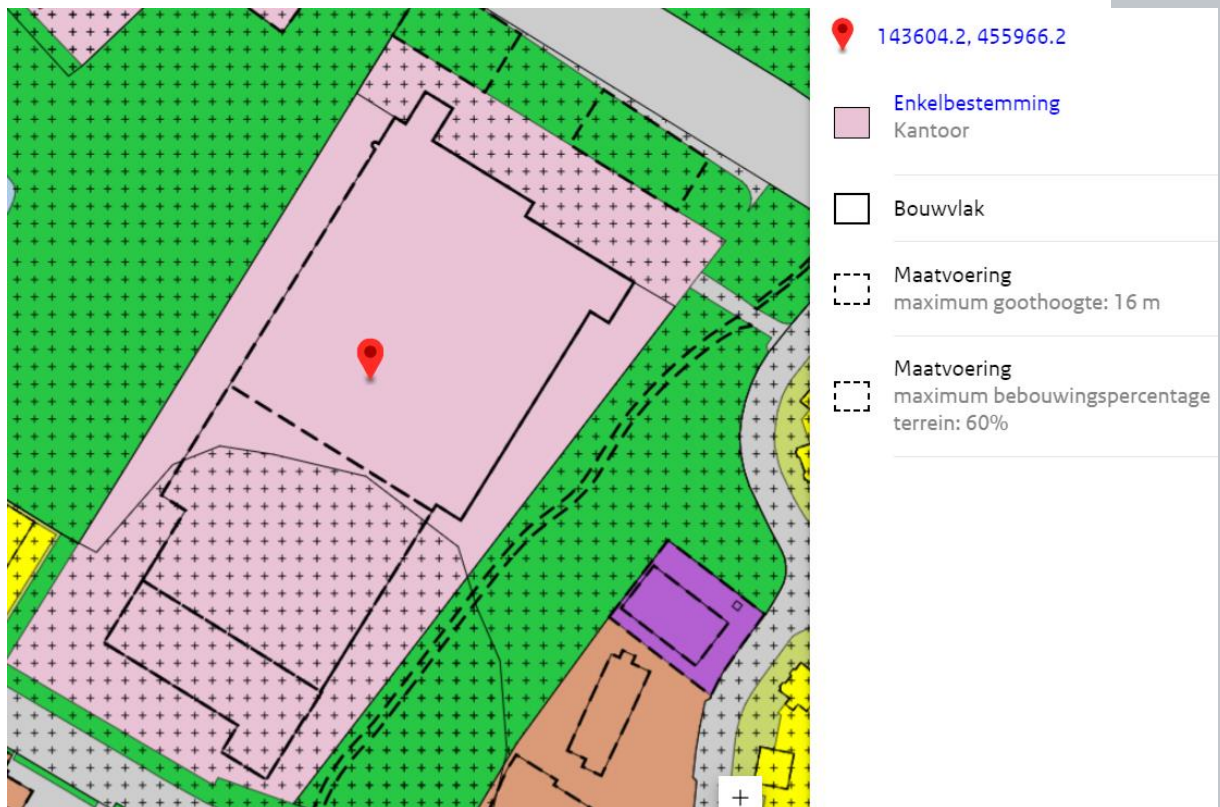 143604.2, 455966.2
Enkelbestemming
Kantoor
Bouwvlak
Maatvoering
maximum goothoogte: 16 m
Maatvoering
maximum bebouwingspercentage
terrein: 60%
+